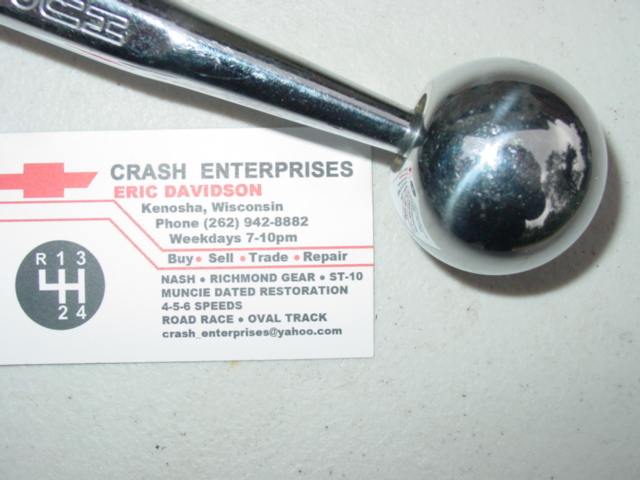 CRASH ENTERPRISES
ERIC DAVIDSON
Kenosha, Wisconsin
Phone (262) 942-8882
Weekdays 7-10pm
Buy • Sell • Trade • Repair
R 1 3
2 4
NASH • RICHMOND GEAR • ST-10
MUNCIE DATED RESTORATION
4-5-6 SPEEDS
ROAD RACE • OVAL TRACK
crash_enterprises@yahoo.com